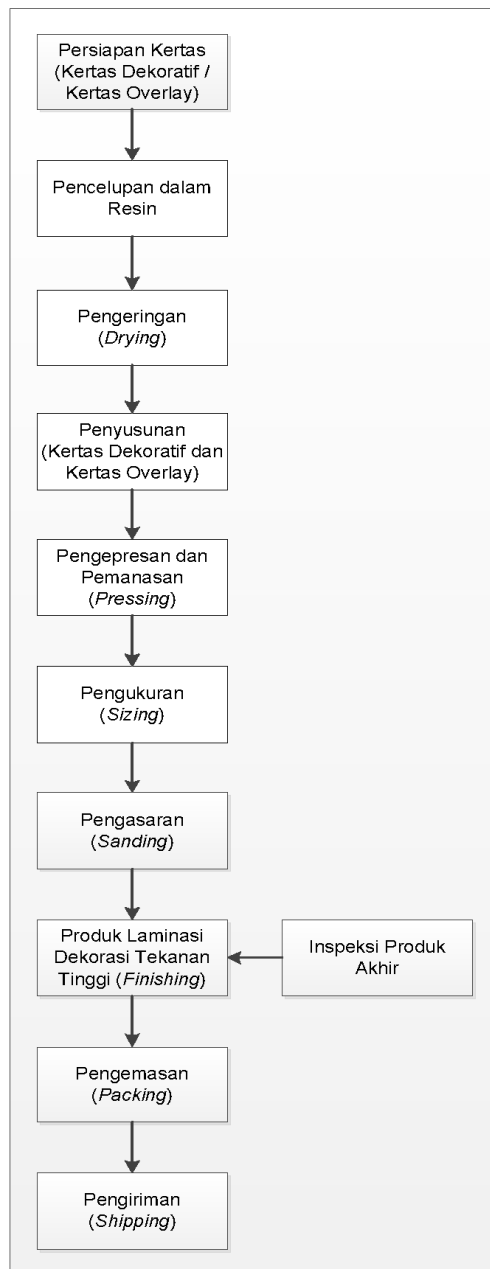 Persiapan Kertas
(Kertas Dekoratif /
Kertas Overlay)
Pencelupan dalam
Resin
Pengeringan
(Drying)
Penyusunan
(Kertas Dekoratif dan
Kertas Overlay)
Pengepresan dan
Pemanasan
(Pressing)
Pengukuran
(Sizing)
Pengasaran
(Sanding)
Produk Laminasi
Dekorasi Tekanan
Tinggi (Finishing)
Inspeksi Produk
Akhir
Pengemasan
(Packing)
Pengiriman
(Shipping)